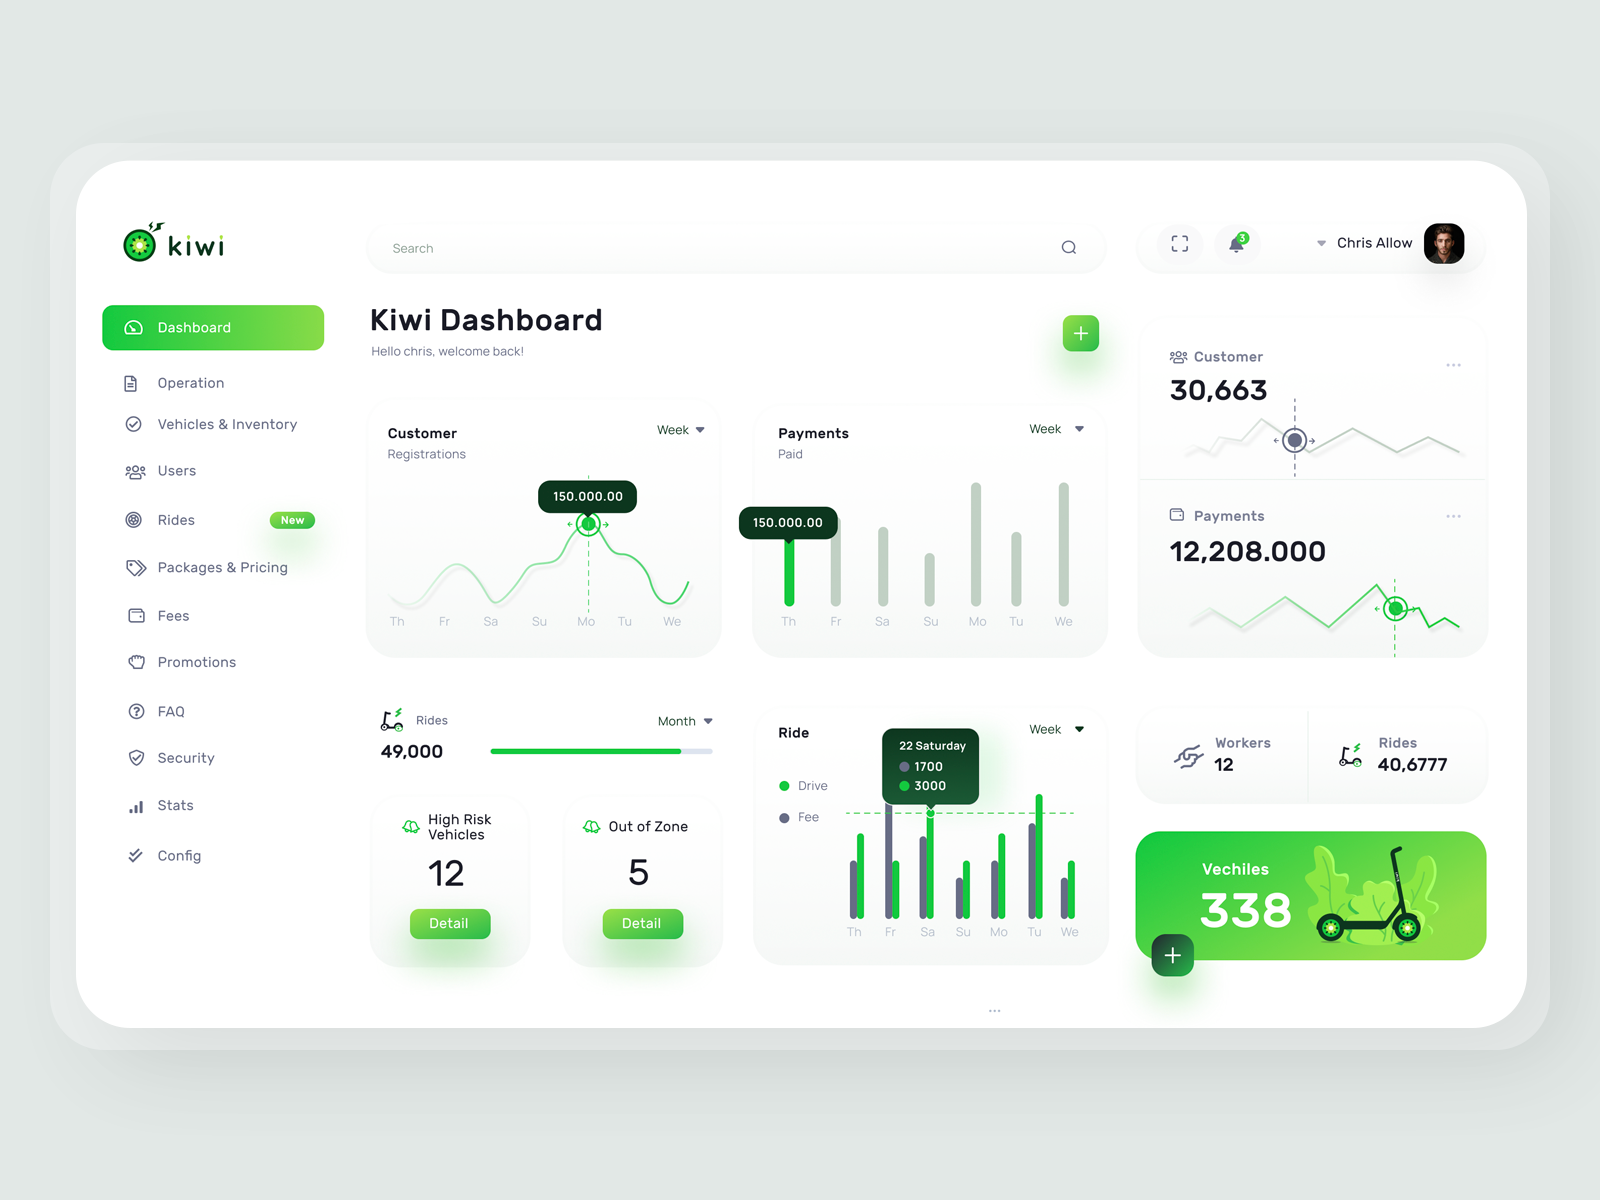 kiwi
Search
3
Chris Allow
Dashboard
Operation
Vehicles & Inventory
Users
Rides
New
Packages & Pricing
Fees
Promotions
FAQ
Security
Stats
Config
Kiwi Dashboard
Hello chris, welcome back!
Customer
Registrations
Week
150.000.00
Th Fr Sa Su Mo Tu We
Payments
Paid
Week
150.000.00
Th Fr Sa Su Mo Tu We
Customer
30,663
Payments
12,208.000
Rides
49,000
Month
High Risk
Vehicles
12
Detail
Out of Zone
5
Detail
Ride
Week
Drive
Fee
22 Saturday
1700
3000
Th Fr Sa Su Mo Tu We
Workers
12
Rides
40,6777
Vechiles
338